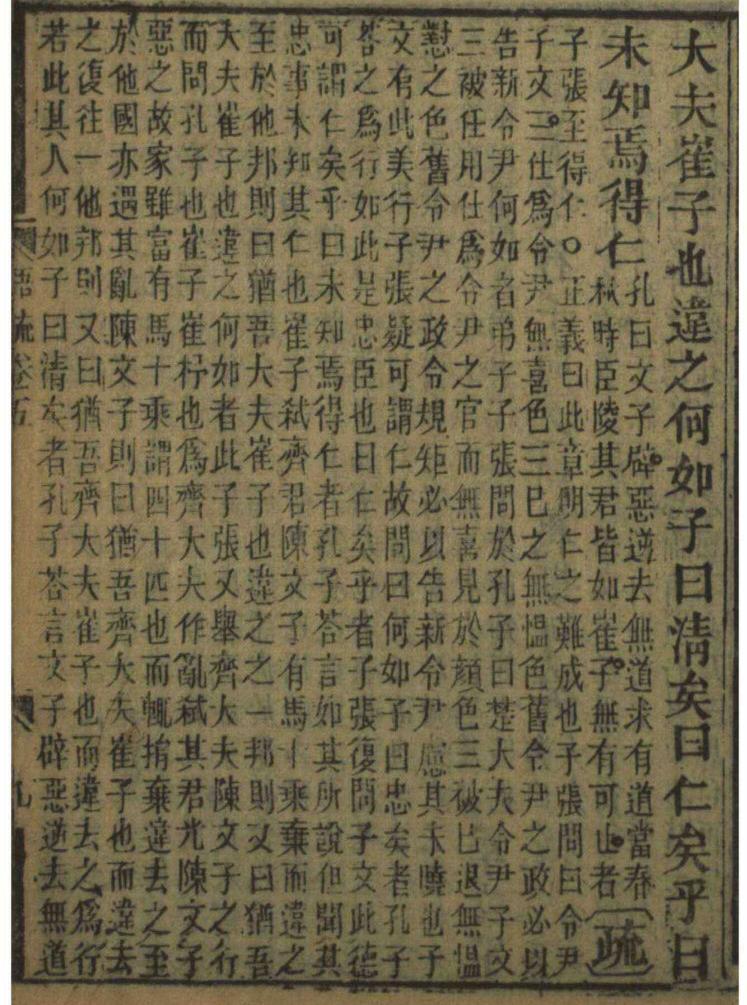 大夫崔子也違之何如子曰清矣曰仁矣乎曰
未知焉得仁
孔曰文子辟惡逆去無道求有道當春
秋時臣陵其君皆如崔子無有可止者
疏
子張至得仁○正義曰此章明仁之難成也子張問曰令尹
子文三仕爲令尹無喜色三已之無慍色舊令尹之政必以
告新令尹何如者弟子子張問於孔子曰楚大夫令尹子文
三被任用仕爲令尹之官而無喜見於顏色三被已退無慍
懟之色舊令尹之政令規矩必以告新令尹慮其未曉也子
文有此美行子張疑可謂仁故問曰何如子曰忠矣者孔子
荅之爲行如此是忠臣也曰仁矣乎者子張復問子文此德
可謂仁矣乎曰未知焉得仁者孔子荅言如其所說但聞其
忠事未知其仁也崔子弑齊君陳文子有馬十乘棄而違之
至於他邦則曰猶吾大夫崔子也違之之一邦則又曰猶吾
大夫崔子也違之何如者此子張又舉齊大夫陳文子之行
而問孔子也崔子崔杼也爲齊大夫作亂弑其君光陳文子
惡之故家雖富有馬十乘謂四十匹也而輒捐棄違去之至
於他國亦遇其亂陳文子則曰猶吾齊大夫崔子也而違去
之復往一他邦則又曰猶吾齊大夫崔子也而違去之爲行
若此其人何如子曰清矣者孔子荅言文子辟惡逆去無道
語疏卷五
九